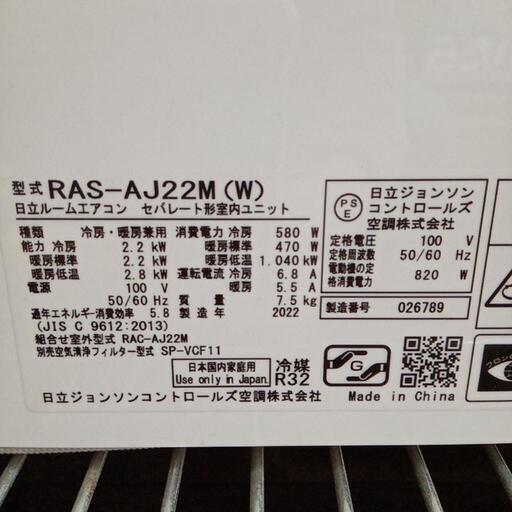 型式 RAS-AJ22M (W)
日立ルームエアコン セパレート形室内ユニット
種類 冷房・暖房兼用
能力 冷房 2.2 kW
暖房標準 2.2 kW
暖房低温 2.8 kW
電源 100 V
50/60 Hz
消費電力 冷房 580 W
暖房標準 470 W
暖房低温 1.040 kW
運転電流 冷房 6.8 A
暖房 5.5 A
質量 7.5 kg
通年エネルギー消費効率 5.8 製造年 2022
(JIS C 9612:2013)
組合せ室外型式 RAC-AJ22M
別売空気清浄フィルター型式 SP-VCF11
日本国内家庭用
Use only in Japan
冷媒
R32
日立ジョンソンコントロールズ空調株式会社
PS
E
日立ジョンソン
コントロールズ
空調株式会社
定格電圧 100 V
定格周波数 50/60 Hz
電動機の定
格消費電力 820 W
製造番号 026789
G
Made in China